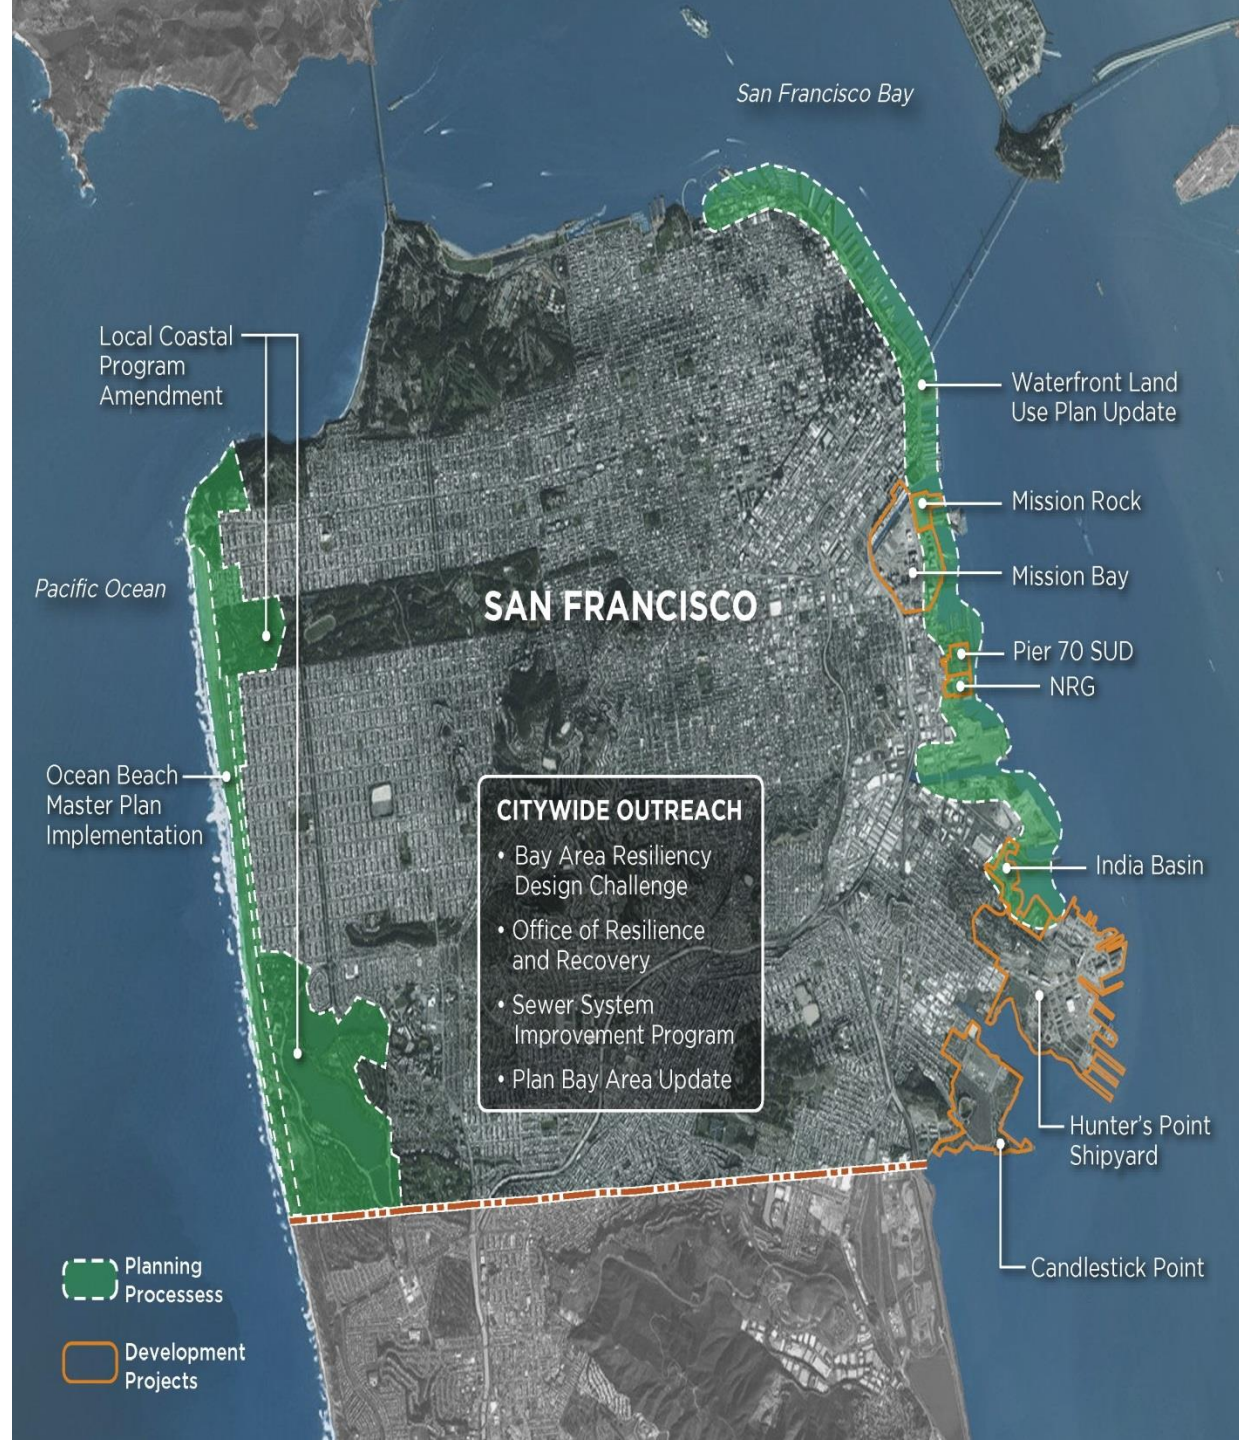 San Francisco Bay
Local Coastal
Program
Amendment
Waterfront Land
Use Plan Update
Mission Rock
Pacific Ocean
Mission Bay
SAN FRANCISCO
Pier 70 SUD
NRG
Ocean Beach
Master Plan
Implementation
CITYWIDE OUTREACH
• Bay Area Resiliency
Design Challenge
• Office of Resilience
and Recovery
• Sewer System
Improvement Program
• Plan Bay Area Update
India Basin
Hunter's Point
Shipyard
Candlestick Point
Planning
Processess
Development
Projects